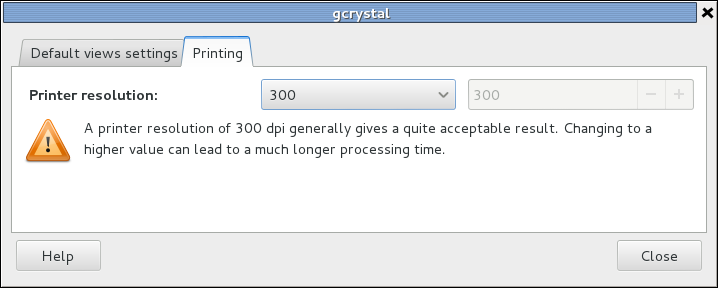 gcrystal
Default views settings Printing
Printer resolution: 300 300
A printer resolution of 300 dpi generally gives a quite acceptable result. Changing to a
higher value can lead to a much longer processing time.
Help Close